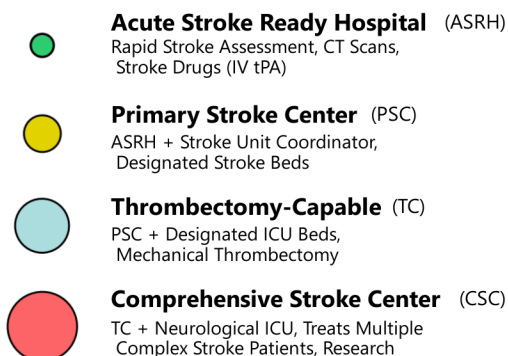 Acute Stroke Ready Hospital (ASRH)
Rapid Stroke Assessment, CT Scans,
Stroke Drugs (IV tPA)
Primary Stroke Center (PSC)
ASRH + Stroke Unit Coordinator,
Designated Stroke Beds
Thrombectomy-Capable (TC)
PSC + Designated ICU Beds,
Mechanical Thrombectomy
Comprehensive Stroke Center (CSC)
TC + Neurological ICU, Treats Multiple
Complex Stroke Patients, Research